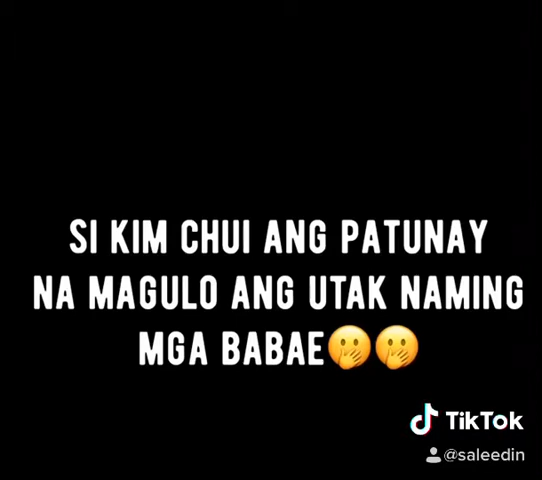 SI KIM CHUI ANG PATUNAY
NA MAGULO ANG UTAK NAMING
MGA BABAE🤭🤭
TikTok
@saleedin